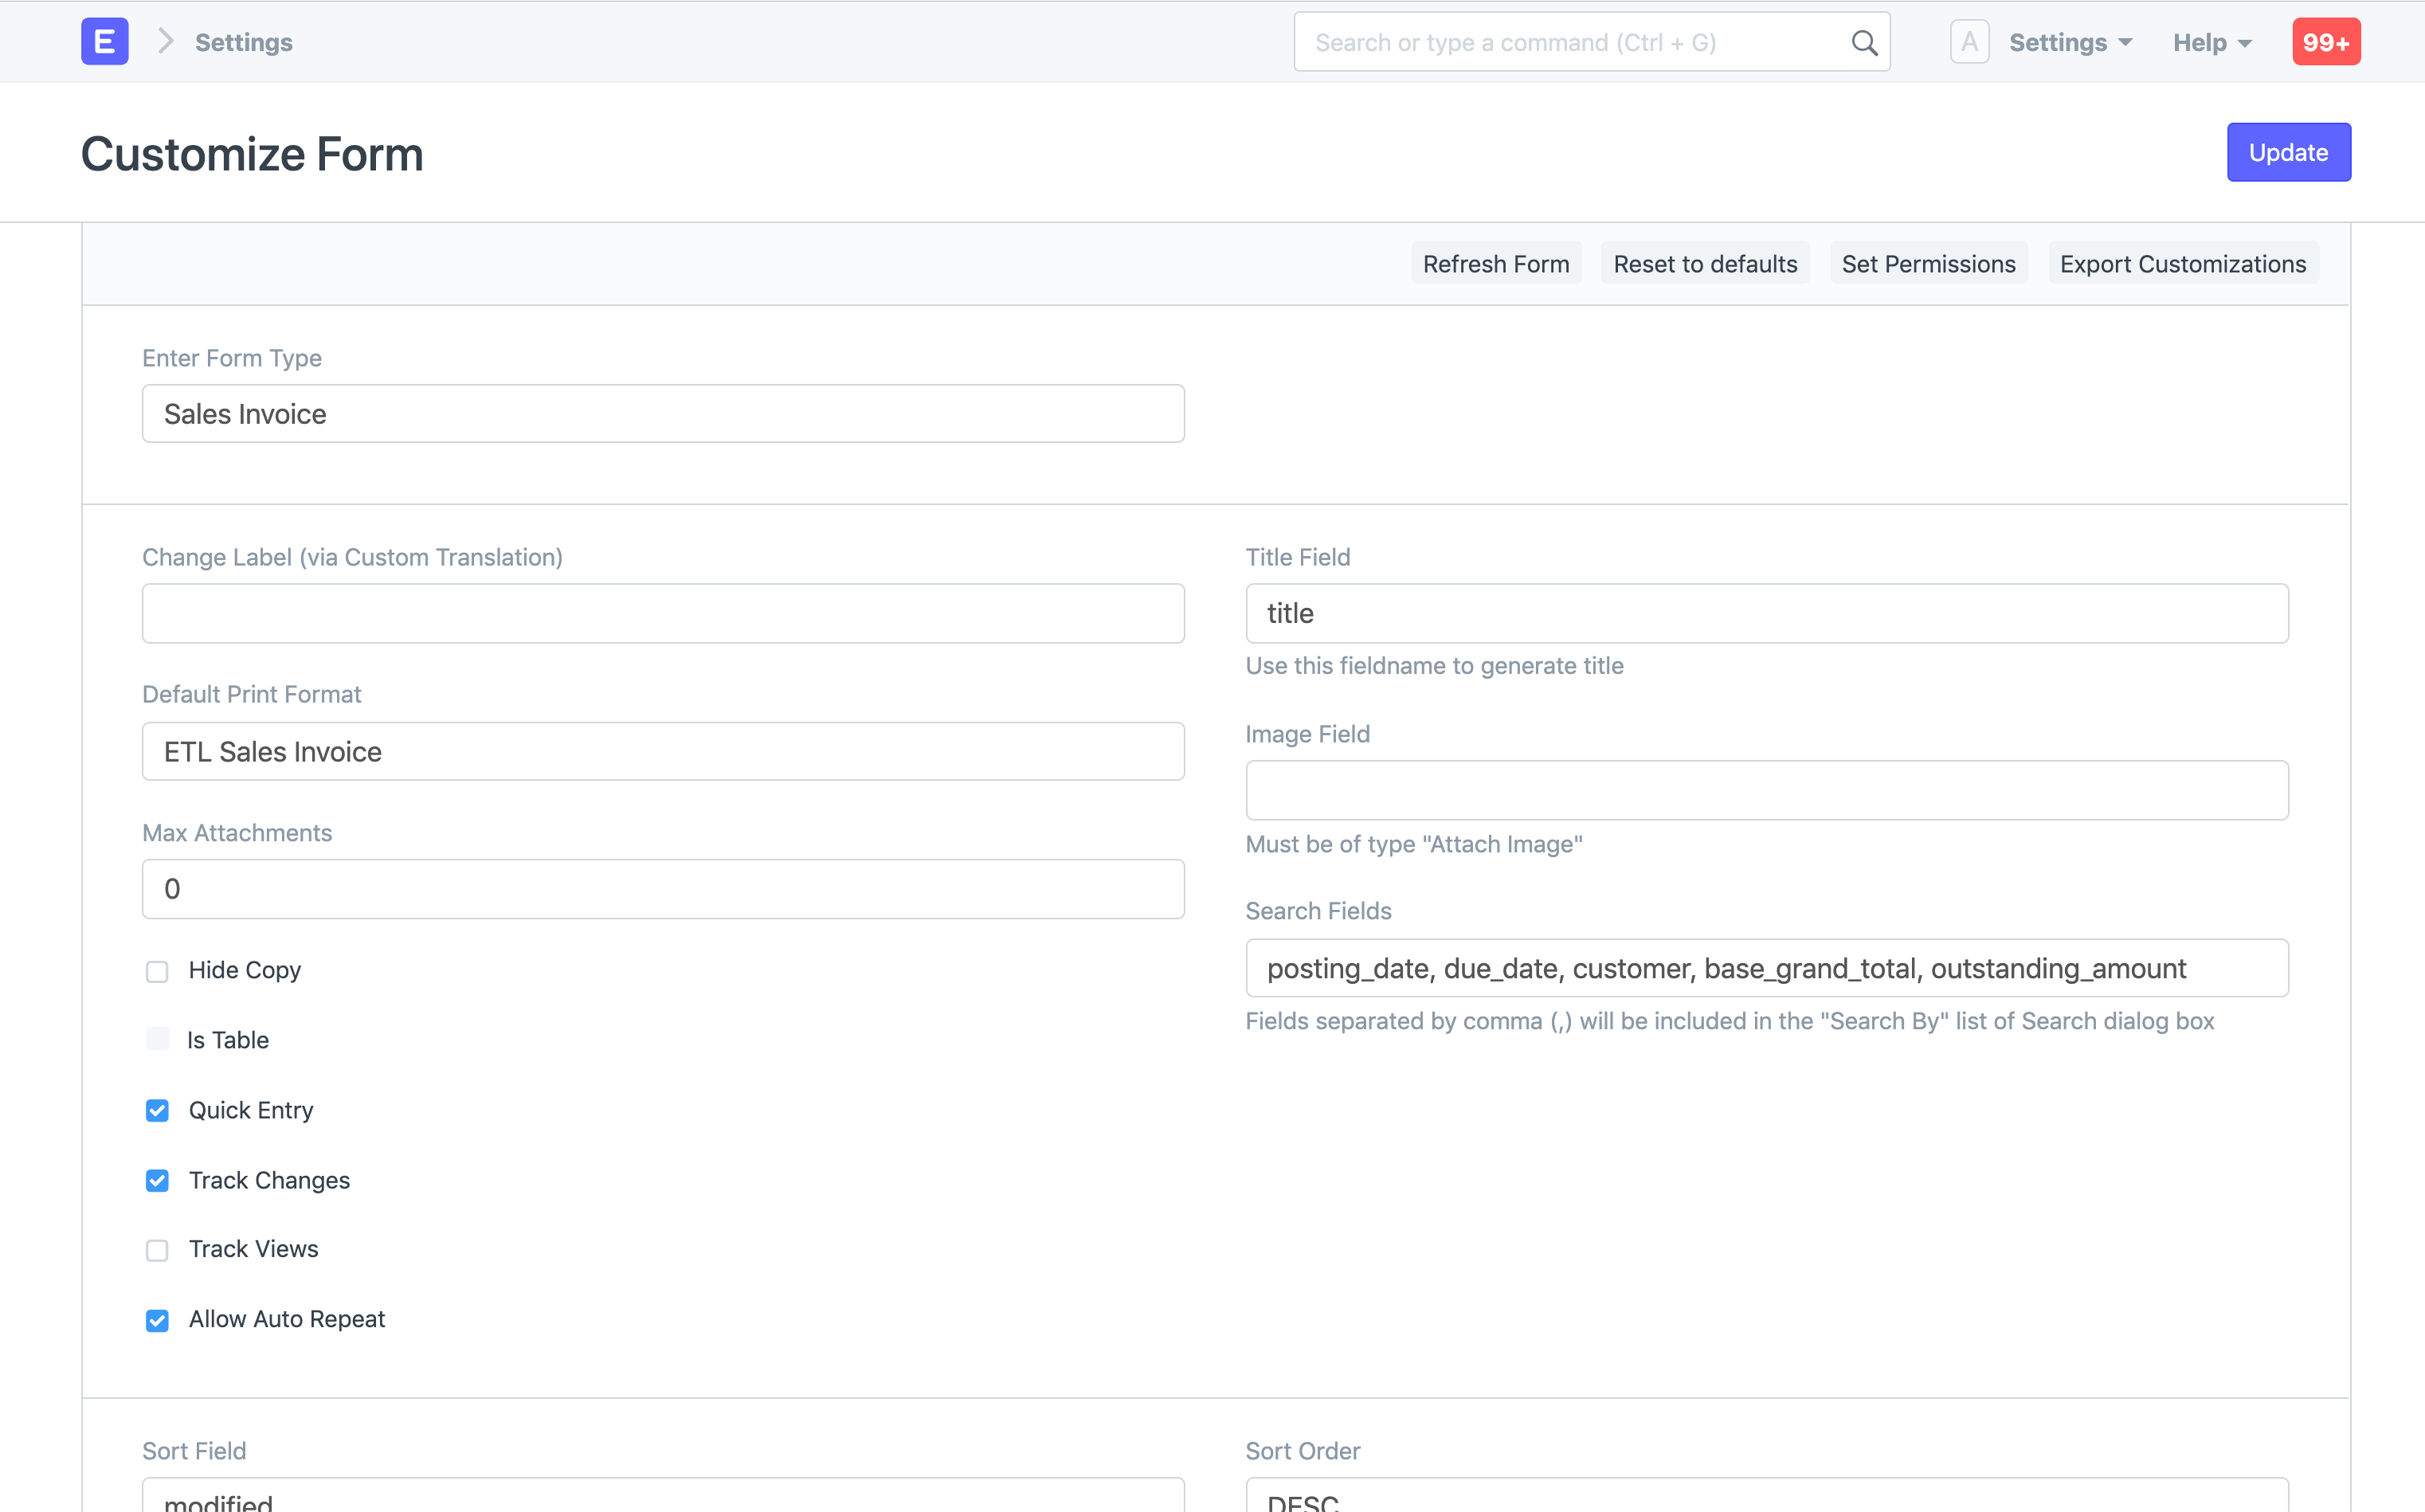 E Settings Search or type a command (Ctrl + G) A Settings Help 99+
Customize Form Update
Refresh Form Reset to defaults Set Permissions Export Customizations
Enter Form Type
Sales Invoice
Change Label (via Custom Translation)
Default Print Format
ETL Sales Invoice
Max Attachments
0
Hide Copy
Is Table
Quick Entry
Track Changes
Track Views
Allow Auto Repeat
Title Field
title
Use this fieldname to generate title
Image Field
Must be of type "Attach Image"
Search Fields
posting_date, due_date, customer, base_grand_total, outstanding_amount
Fields separated by comma (,) will be included in the "Search By" list of Search dialog box
Sort Field
modified
Sort Order
DESC